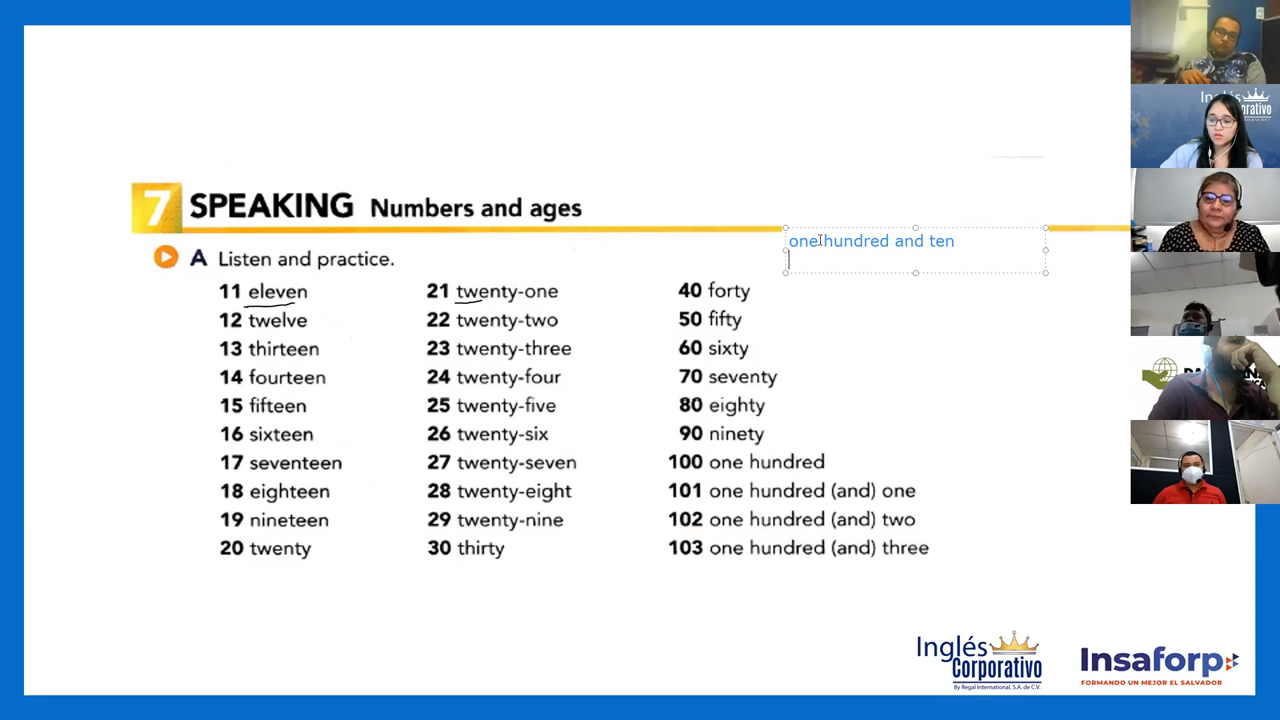 7 SPEAKING Numbers and ages
one hundred and ten
A Listen and practice.
11 eleven
12 twelve
13 thirteen
14 fourteen
15 fifteen
16 sixteen
17 seventeen
18 eighteen
19 nineteen
20 twenty
21 twenty-one
22 twenty-two
23 twenty-three
24 twenty-four
25 twenty-five
26 twenty-six
27 twenty-seven
28 twenty-eight
29 twenty-nine
30 thirty
40 forty
50 fifty
60 sixty
70 seventy
80 eighty
90 ninety
100 one hundred
101 one hundred (and) one
102 one hundred (and) two
103 one hundred (and) three
Inglés
Corporativo
By Regal International, S.A. de C.V.
Insaforp
FORMANDO UN MEJOR EL SALVADOR